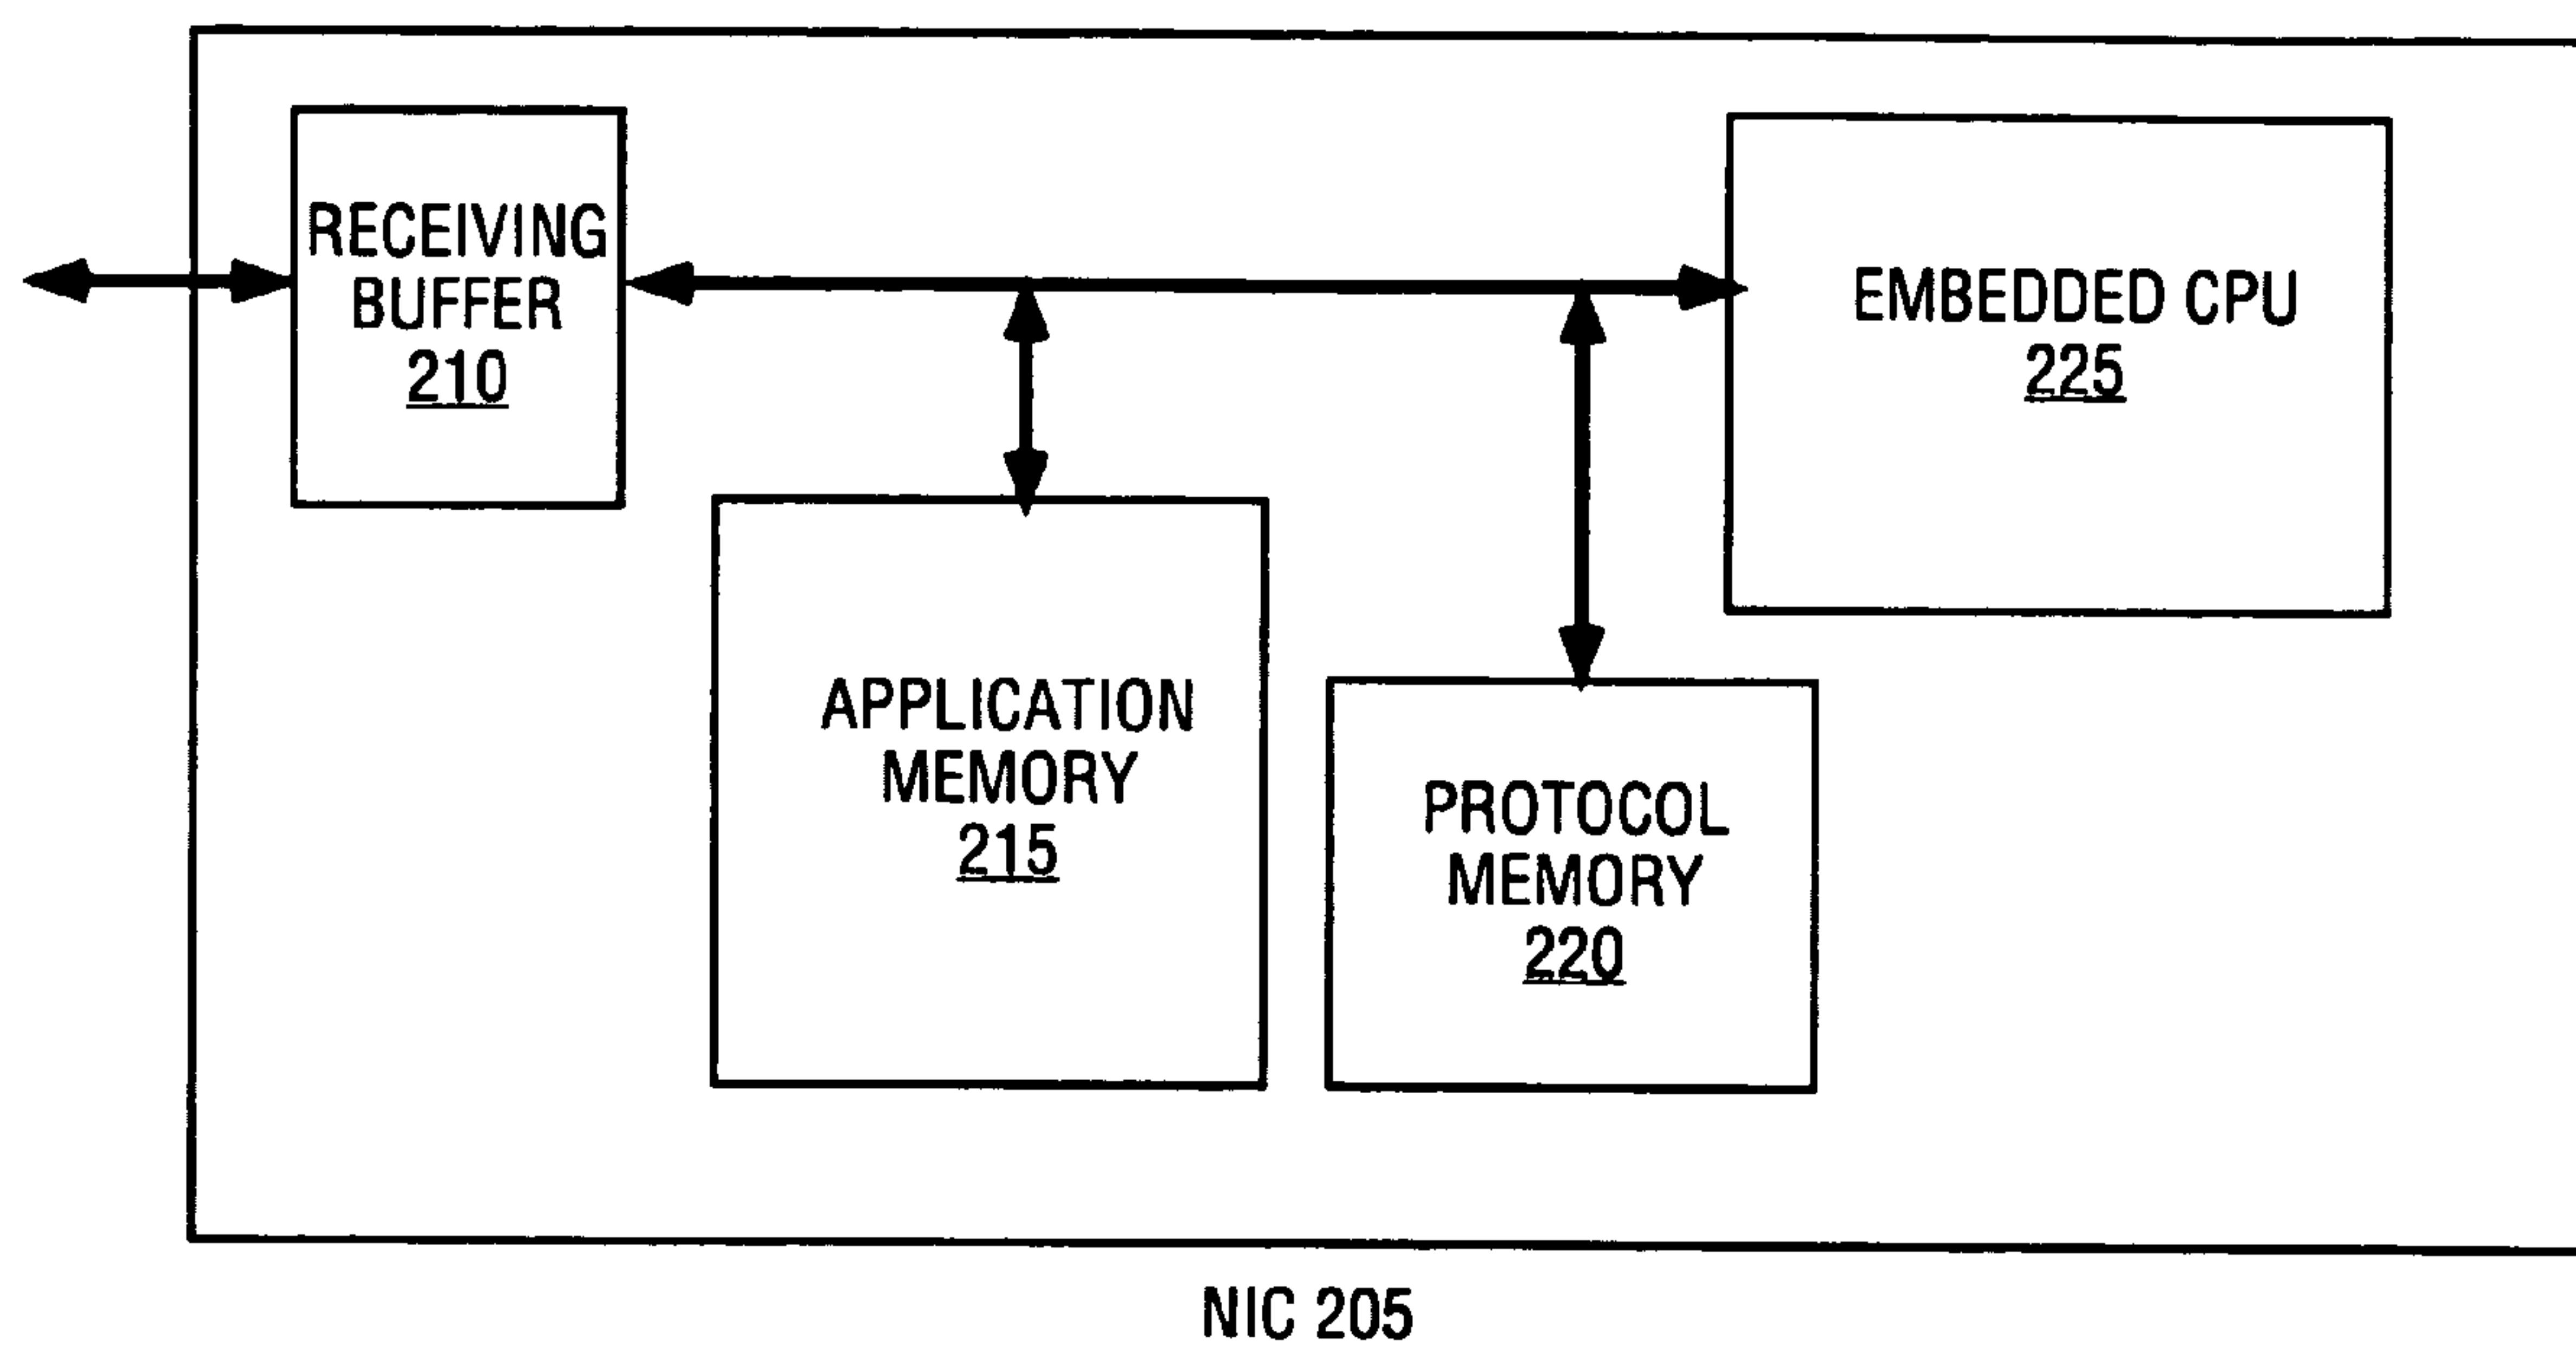 RECEIVING
BUFFER
210
EMBEDDED CPU
225
APPLICATION
MEMORY
215
PROTOCOL
MEMORY
220
NIC 205